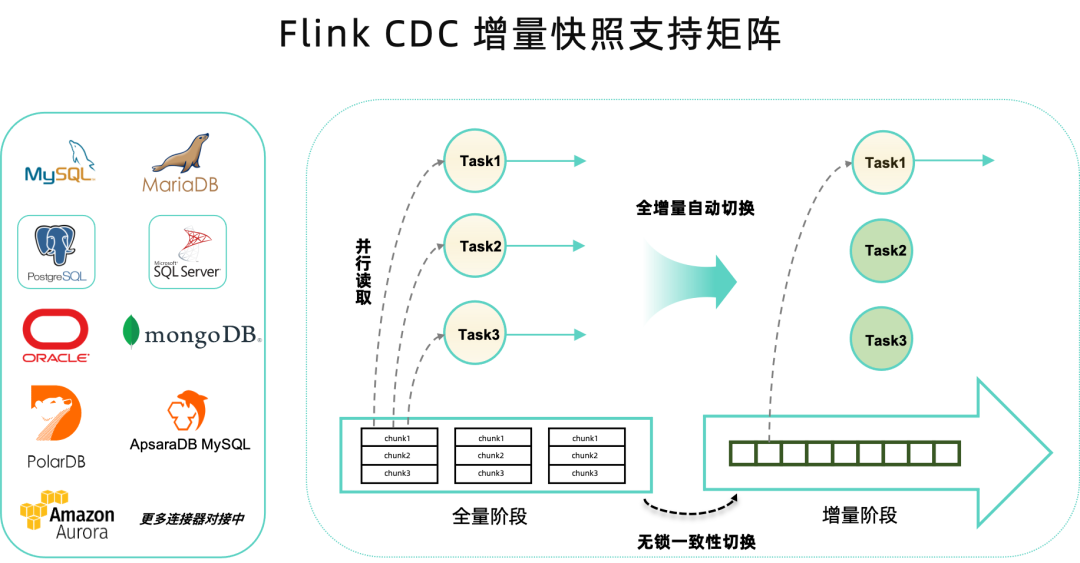 Flink CDC 增量快照支持矩阵
MySQL
MariaDB
PostgreSQL
Microsoft
SQL Server
ORACLE
mongoDB
PolarDB
ApsaraDB MySQL
Amazon
Aurora
更多连接器对接中
Task1
Task2
Task3
并行读取
chunk1
chunk2
chunk3
chunk1
chunk2
chunk3
chunk1
chunk2
chunk3
全量阶段
全增量自动切换
无锁一致性切换
Task1
Task2
Task3
增量阶段